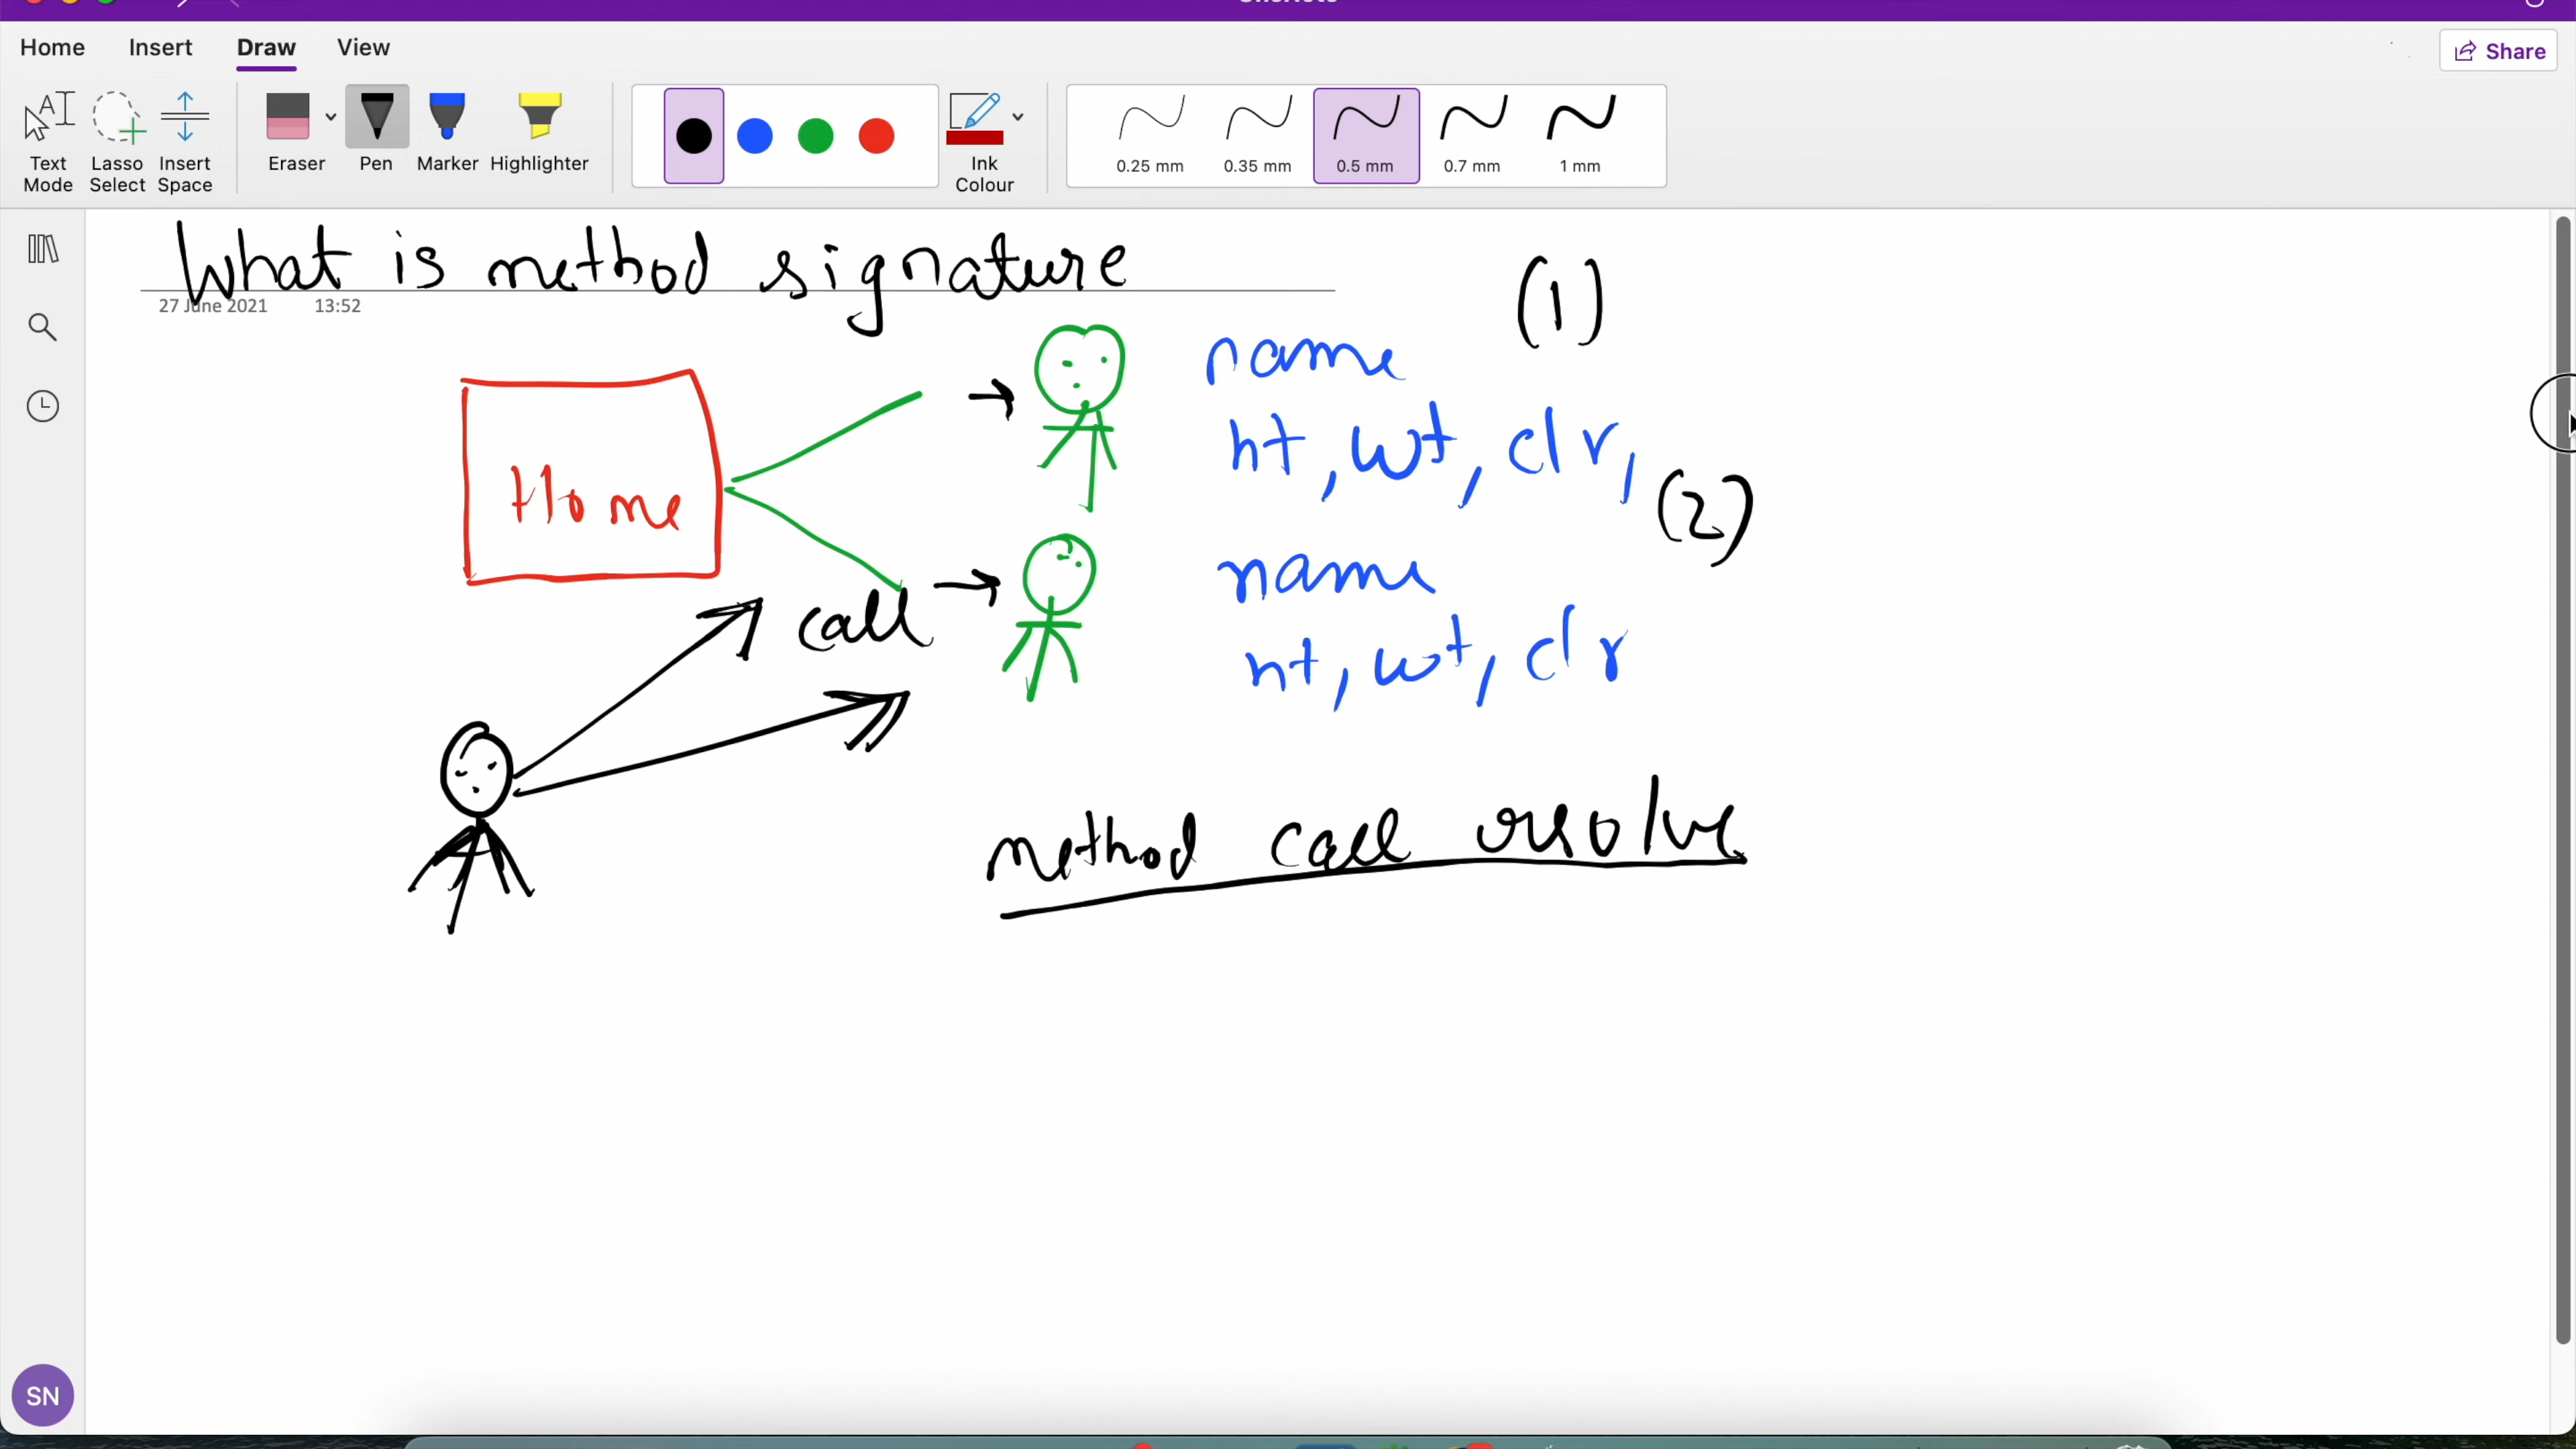 Home Insert Draw View Share
Text Mode
Lasso Select
Insert Space
Eraser
Pen
Marker
Highlighter
Ink Colour
0.25 mm
0.35 mm
0.5 mm
0.7 mm
1 mm
What is method signature
27 June 2021 13:52
(1)
name
ht, wt, clr,
Home
(2)
name
call
ht, wt, clr
method call resolve
SN